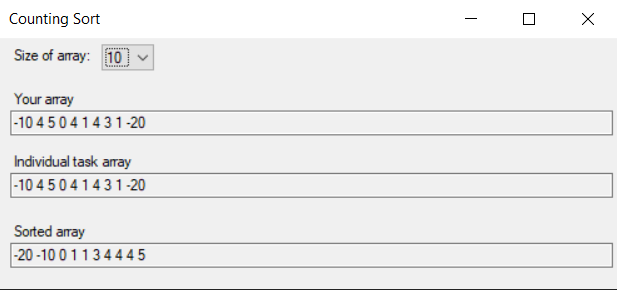 Counting Sort
Size of array: 10
Your array
-10 4 5 0 4 1 4 3 1 -20
Individual task array
-10 4 5 0 4 1 4 3 1 -20
Sorted array
-20 -10 0 1 1 3 4 4 4 5